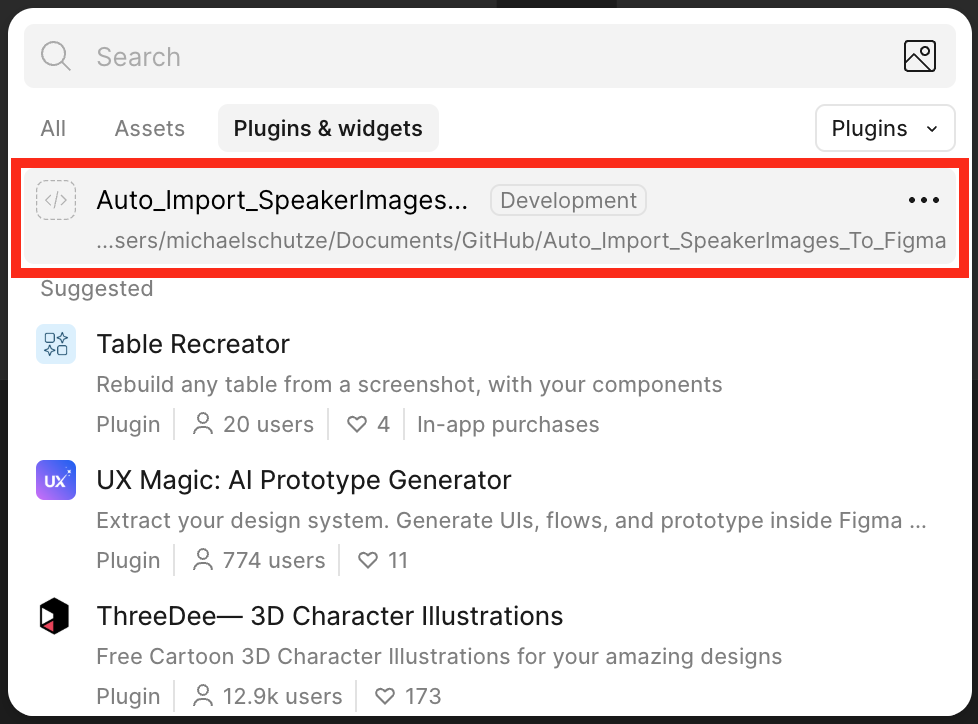 Search
All Assets Plugins & widgets Plugins
Auto_Import_SpeakerImages... Development
...sers/michaelschutze/Documents/GitHub/Auto_Import_SpeakerImages_To_Figma
Suggested
Table Recreator
Rebuild any table from a screenshot, with your components
Plugin 20 users 4 In-app purchases
UX
UX Magic: AI Prototype Generator
Extract your design system. Generate UIs, flows, and prototype inside Figma ...
Plugin 774 users 11
ThreeDee— 3D Character Illustrations
Free Cartoon 3D Character Illustrations for your amazing designs
Plugin 12.9k users 173